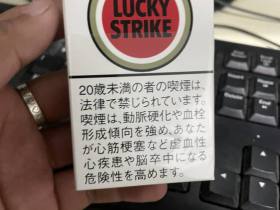 LUCKY
STRIKE
20歳未満の者の喫煙は、
法律で禁じられています。
喫煙は、動脈硬化や血栓
形成傾向を強め、あなた
が心筋梗塞など虚血性
心疾患や脳卒中になる
危険性を高めます。